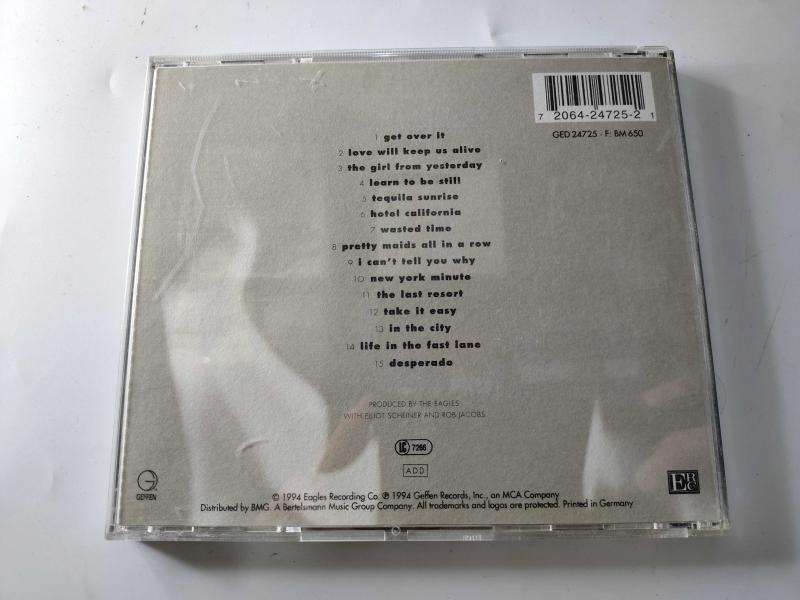 7 2064-24725-2 1
GED 24725 · F: BM 650
1 get over it
2 love will keep us alive
3 the girl from yesterday
4 learn to be still
5 tequila sunrise
6 hotel california
7 wasted time
8 pretty maids all in a row
9 i can't tell you why
10 new york minute
11 the last resort
12 take it easy
13 in the city
14 life in the fast lane
15 desperado
PRODUCED BY THE EAGLES
WITH ELLIOT SCHEINER AND ROB JACOBS
LC 7266
ADD
GEFFEN
ERC
© 1994 Eagles Recording Co. ℗ 1994 Geffen Records, Inc., an MCA Company
Distributed by BMG. A Bertelsmann Music Group Company. All trademarks and logos are protected. Printed in Germany